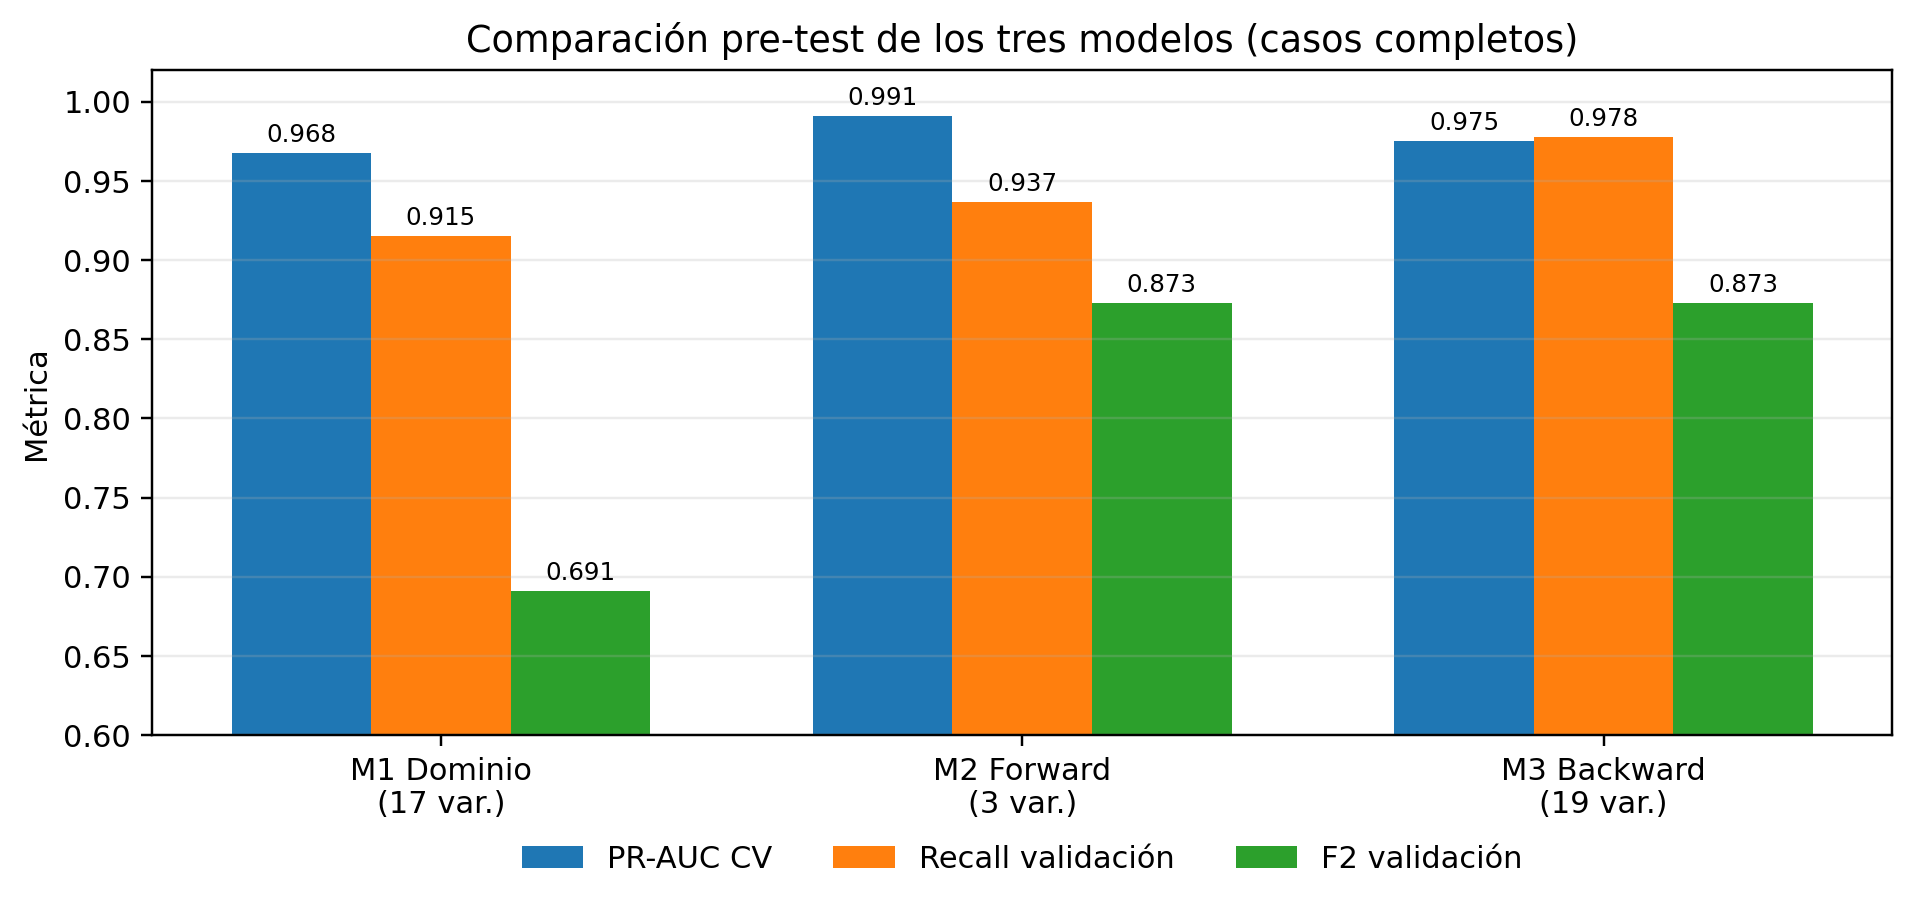 Comparación pre-test de los tres modelos (casos completos)
Métrica
1.00
0.95
0.90
0.85
0.80
0.75
0.70
0.65
0.60
0.968
0.915
0.691
0.991
0.937
0.873
0.975
0.978
0.873
M1 Dominio
(17 var.)
M2 Forward
(3 var.)
M3 Backward
(19 var.)
PR-AUC CV
Recall validación
F2 validación